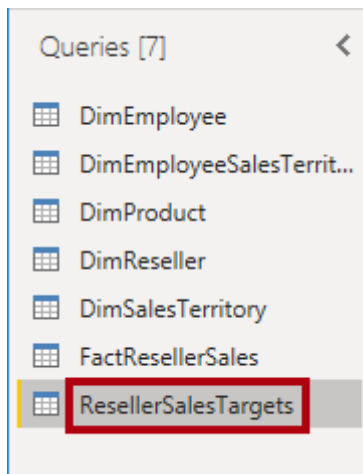 Queries [7]
DimEmployee
DimEmployeeSalesTerrit...
DimProduct
DimReseller
DimSalesTerritory
FactResellerSales
ResellerSalesTargets